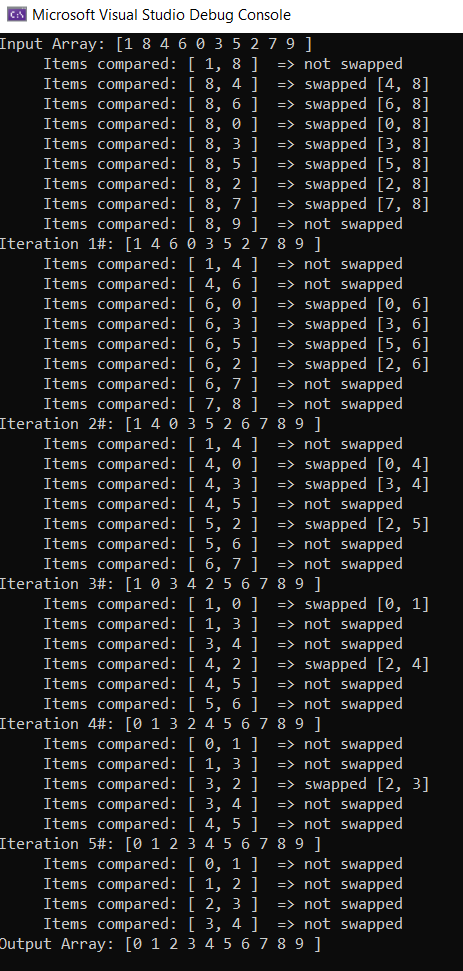 Microsoft Visual Studio Debug Console
Input Array: [1 8 4 6 0 3 5 2 7 9 ]
Items compared: [ 1, 8 ]  => not swapped
Items compared: [ 8, 4 ]  => swapped [4, 8]
Items compared: [ 8, 6 ]  => swapped [6, 8]
Items compared: [ 8, 0 ]  => swapped [0, 8]
Items compared: [ 8, 3 ]  => swapped [3, 8]
Items compared: [ 8, 5 ]  => swapped [5, 8]
Items compared: [ 8, 2 ]  => swapped [2, 8]
Items compared: [ 8, 7 ]  => swapped [7, 8]
Items compared: [ 8, 9 ]  => not swapped
Iteration 1#: [1 4 6 0 3 5 2 7 8 9 ]
Items compared: [ 1, 4 ]  => not swapped
Items compared: [ 4, 6 ]  => not swapped
Items compared: [ 6, 0 ]  => swapped [0, 6]
Items compared: [ 6, 3 ]  => swapped [3, 6]
Items compared: [ 6, 5 ]  => swapped [5, 6]
Items compared: [ 6, 2 ]  => swapped [2, 6]
Items compared: [ 6, 7 ]  => not swapped
Items compared: [ 7, 8 ]  => not swapped
Iteration 2#: [1 4 0 3 5 2 6 7 8 9 ]
Items compared: [ 1, 4 ]  => not swapped
Items compared: [ 4, 0 ]  => swapped [0, 4]
Items compared: [ 4, 3 ]  => swapped [3, 4]
Items compared: [ 4, 5 ]  => not swapped
Items compared: [ 5, 2 ]  => swapped [2, 5]
Items compared: [ 5, 6 ]  => not swapped
Items compared: [ 6, 7 ]  => not swapped
Iteration 3#: [1 0 3 4 2 5 6 7 8 9 ]
Items compared: [ 1, 0 ]  => swapped [0, 1]
Items compared: [ 1, 3 ]  => not swapped
Items compared: [ 3, 4 ]  => not swapped
Items compared: [ 4, 2 ]  => swapped [2, 4]
Items compared: [ 4, 5 ]  => not swapped
Items compared: [ 5, 6 ]  => not swapped
Iteration 4#: [0 1 3 2 4 5 6 7 8 9 ]
Items compared: [ 0, 1 ]  => not swapped
Items compared: [ 1, 3 ]  => not swapped
Items compared: [ 3, 2 ]  => swapped [2, 3]
Items compared: [ 3, 4 ]  => not swapped
Items compared: [ 4, 5 ]  => not swapped
Iteration 5#: [0 1 2 3 4 5 6 7 8 9 ]
Items compared: [ 0, 1 ]  => not swapped
Items compared: [ 1, 2 ]  => not swapped
Items compared: [ 2, 3 ]  => not swapped
Items compared: [ 3, 4 ]  => not swapped
Output Array: [0 1 2 3 4 5 6 7 8 9 ]